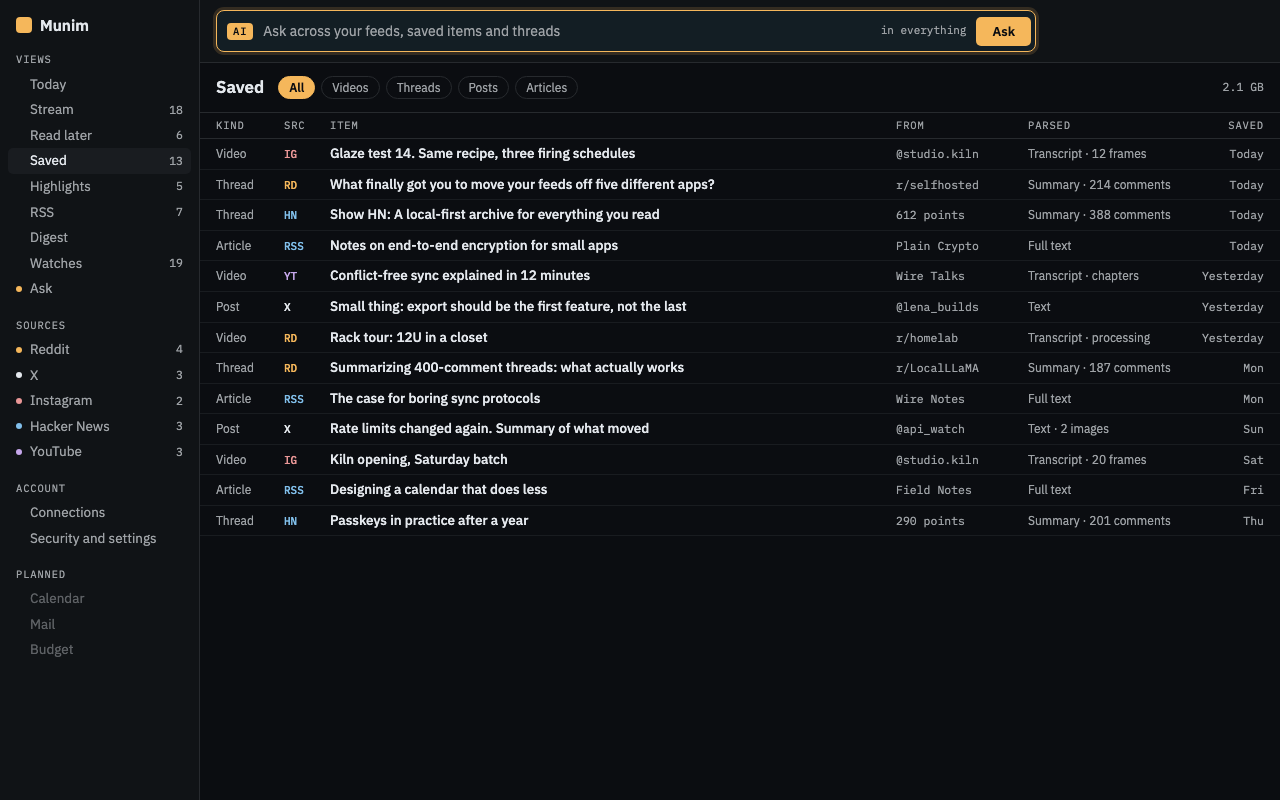 Munim
VIEWS
Today
Stream 18
Read later 6
Saved 13
Highlights 5
RSS 7
Digest
Watches 19
Ask
SOURCES
Reddit 4
X 3
Instagram 2
Hacker News 3
YouTube 3
ACCOUNT
Connections
Security and settings
PLANNED
Calendar
Mail
Budget
AI Ask across your feeds, saved items and threads in everything Ask
Saved All Videos Threads Posts Articles 2.1 GB
KIND SRC ITEM FROM PARSED SAVED
Video IG Glaze test 14. Same recipe, three firing schedules @studio.kiln Transcript · 12 frames Today
Thread RD What finally got you to move your feeds off five different apps? r/selfhosted Summary · 214 comments Today
Thread HN Show HN: A local-first archive for everything you read 612 points Summary · 388 comments Today
Article RSS Notes on end-to-end encryption for small apps Plain Crypto Full text Today
Video YT Conflict-free sync explained in 12 minutes Wire Talks Transcript · chapters Yesterday
Post X Small thing: export should be the first feature, not the last @lena_builds Text Yesterday
Video RD Rack tour: 12U in a closet r/homelab Transcript · processing Yesterday
Thread RD Summarizing 400-comment threads: what actually works r/LocalLLaMA Summary · 187 comments Mon
Article RSS The case for boring sync protocols Wire Notes Full text Mon
Post X Rate limits changed again. Summary of what moved @api_watch Text · 2 images Sun
Video IG Kiln opening, Saturday batch @studio.kiln Transcript · 20 frames Sat
Article RSS Designing a calendar that does less Field Notes Full text Fri
Thread HN Passkeys in practice after a year 290 points Summary · 201 comments Thu